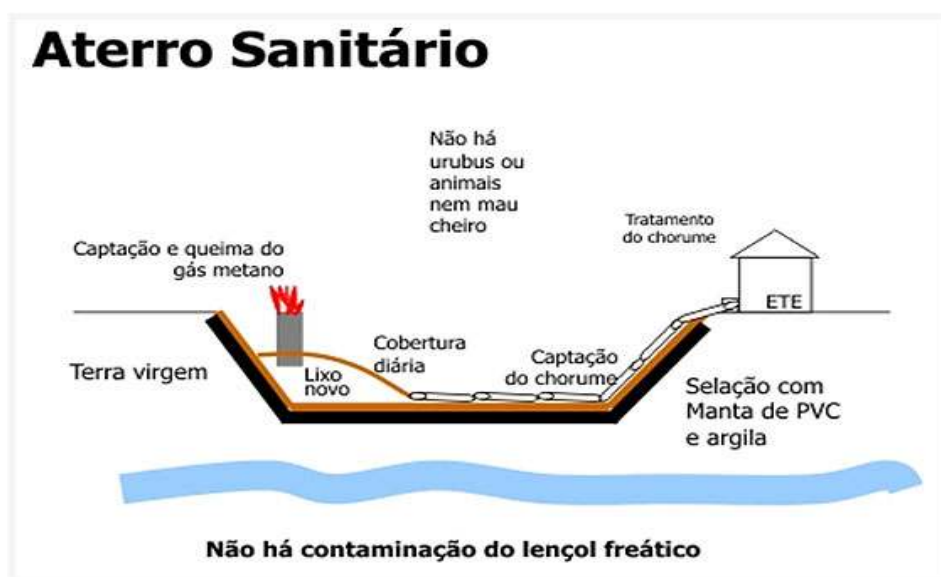 Aterro Sanitário
Não há
urubus ou
animais
nem mau
cheiro
Tratamento
do chorume
Captação e queima do
gás metano
ETE
Cobertura
diária
Captação
do chorume
Terra virgem
Lixo
novo
Selação com
Manta de PVC
e argila
Não há contaminação do lençol freático